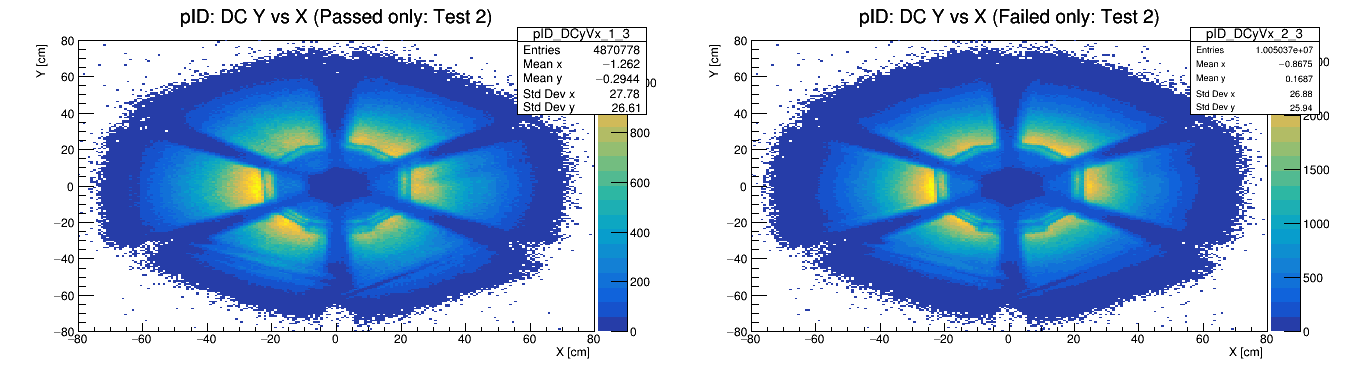 pID: DC Y vs X (Passed only: Test 2)
pID_DCyVx_1_3
Entries 4870778
Mean x −1.262
Mean y −0.2944
Std Dev x 27.78
Std Dev y 26.61
Y [cm]
80
60
40
20
0
−20
−40
−60
−80
−80 −60 −40 −20 0 20 40 60 80
X [cm]
00
800
600
400
200
0
pID: DC Y vs X (Failed only: Test 2)
pID_DCyVx_2_3
Entries 1.005037e+07
Mean x −0.8675
Mean y 0.1687
Std Dev x 26.88
Std Dev y 25.94
Y [cm]
80
60
40
20
0
−20
−40
−60
−80
−80 −60 −40 −20 0 20 40 60 80
X [cm]
00
2000
1500
1000
500
0